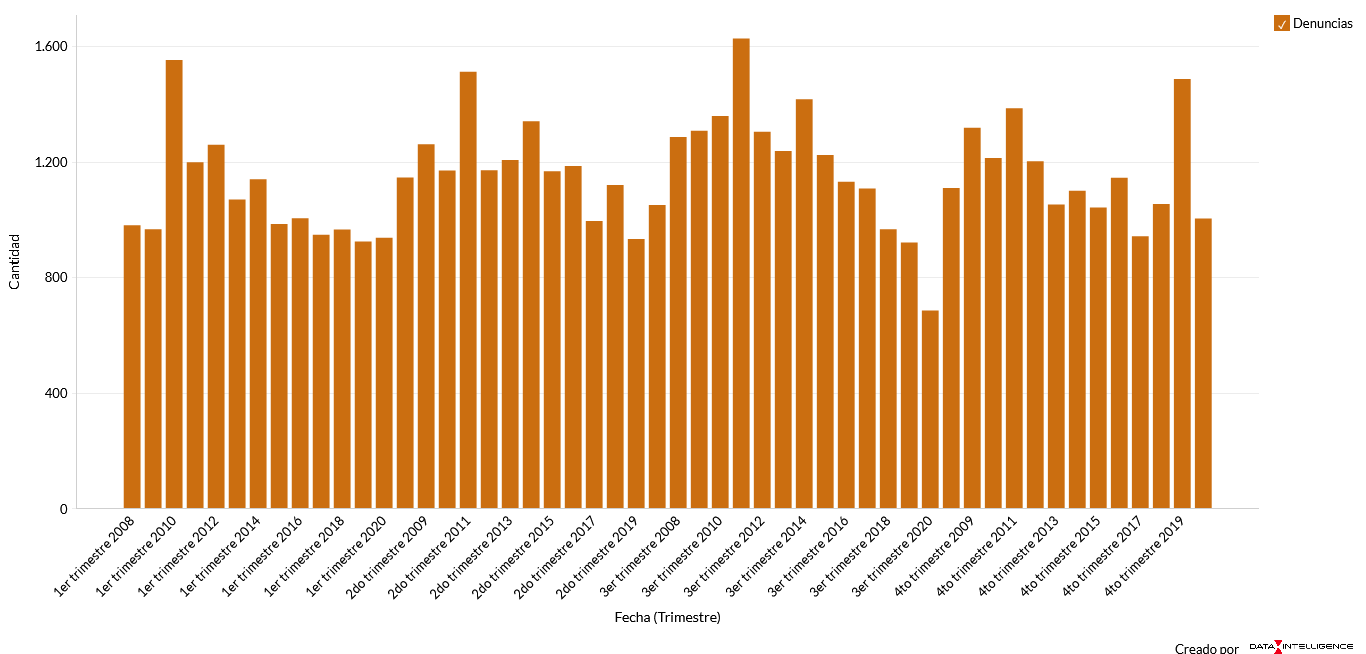 Denuncias
1.600
1.200
800
400
0
Cantidad
1er trimestre 2008
1er trimestre 2010
1er trimestre 2012
1er trimestre 2014
1er trimestre 2016
1er trimestre 2018
1er trimestre 2020
2do trimestre 2009
2do trimestre 2011
2do trimestre 2013
2do trimestre 2015
2do trimestre 2017
2do trimestre 2019
3er trimestre 2008
3er trimestre 2010
3er trimestre 2012
3er trimestre 2014
3er trimestre 2016
3er trimestre 2018
3er trimestre 2020
4to trimestre 2009
4to trimestre 2011
4to trimestre 2013
4to trimestre 2015
4to trimestre 2017
4to trimestre 2019
Fecha (Trimestre)
Creado por DATA INTELLIGENCE